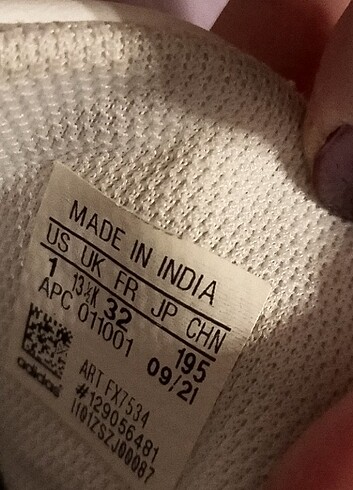 MADE IN INDIA
US UK FR JP CHN
1 13½K 32 195
APC 011001 09/21
ART FX7534
#129056481
1101ZSZJ00087
adidas